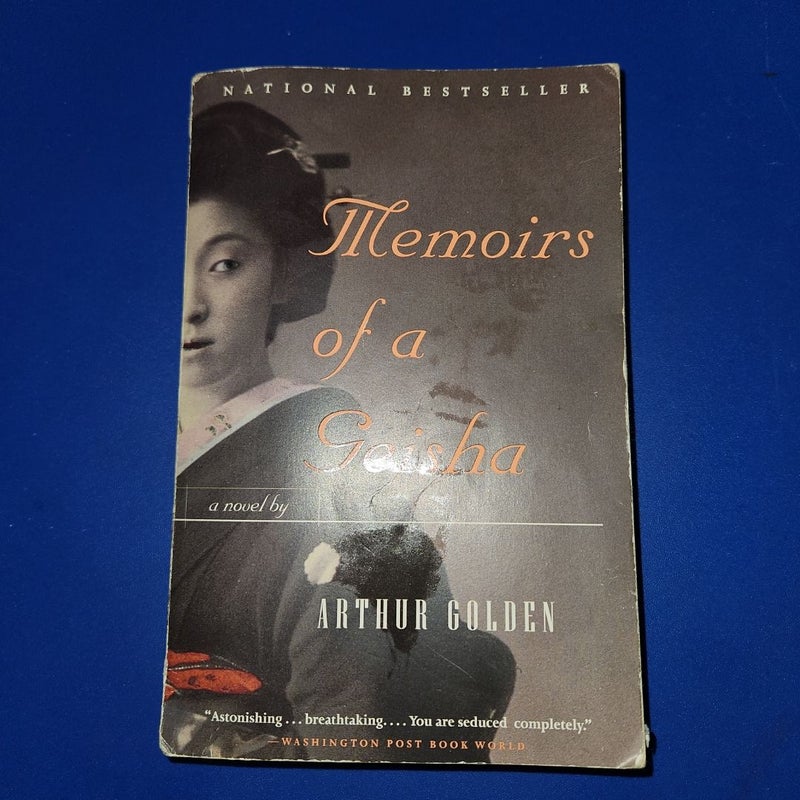 NATIONAL BESTSELLER
Memoirs
of a
Geisha
a novel by
ARTHUR GOLDEN
“Astonishing . . . breathtaking. . . . You are seduced completely.”
—WASHINGTON POST BOOK WORLD